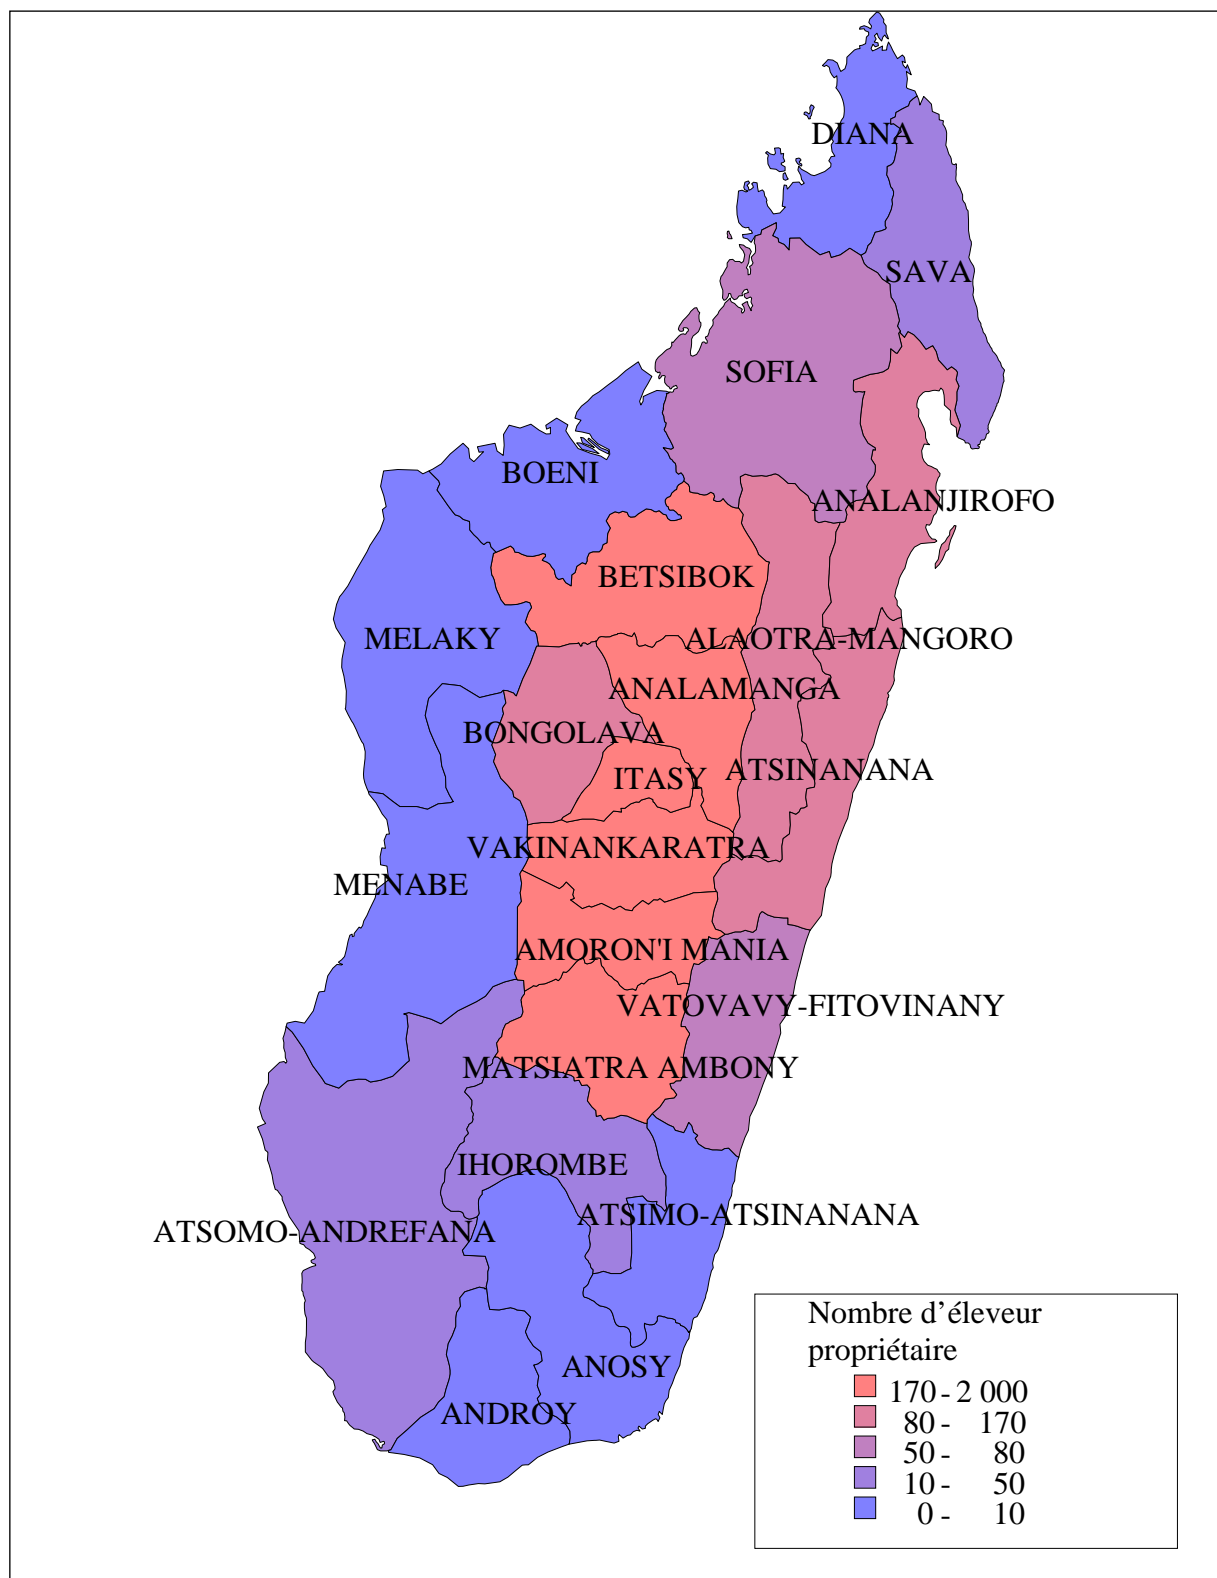 DIANA
SAVA
SOFIA
BOENI
ANALANJIROFO
BETSIBOK
MELAKY
ALAOTRA-MANGORO
ANALAMANGA
BONGOLAVA
ITASY
ATSINANANA
VAKINANKARATRA
MENABE
AMORON'I MANIA
VATOVAVY-FITOVINANY
MATSIATRA AMBONY
IHOROMBE
ATSIMO-ATSINANANA
ATSOMO-ANDREFANA
ANOSY
ANDROY
Nombre d’éleveur
propriétaire
170 - 2 000
80 - 170
50 - 80
10 - 50
0 - 10